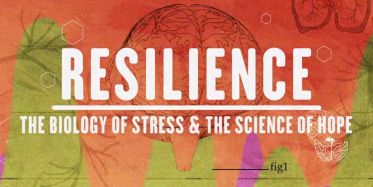 RESILIENCE
THE BIOLOGY OF STRESS & THE SCIENCE OF HOPE
fig1